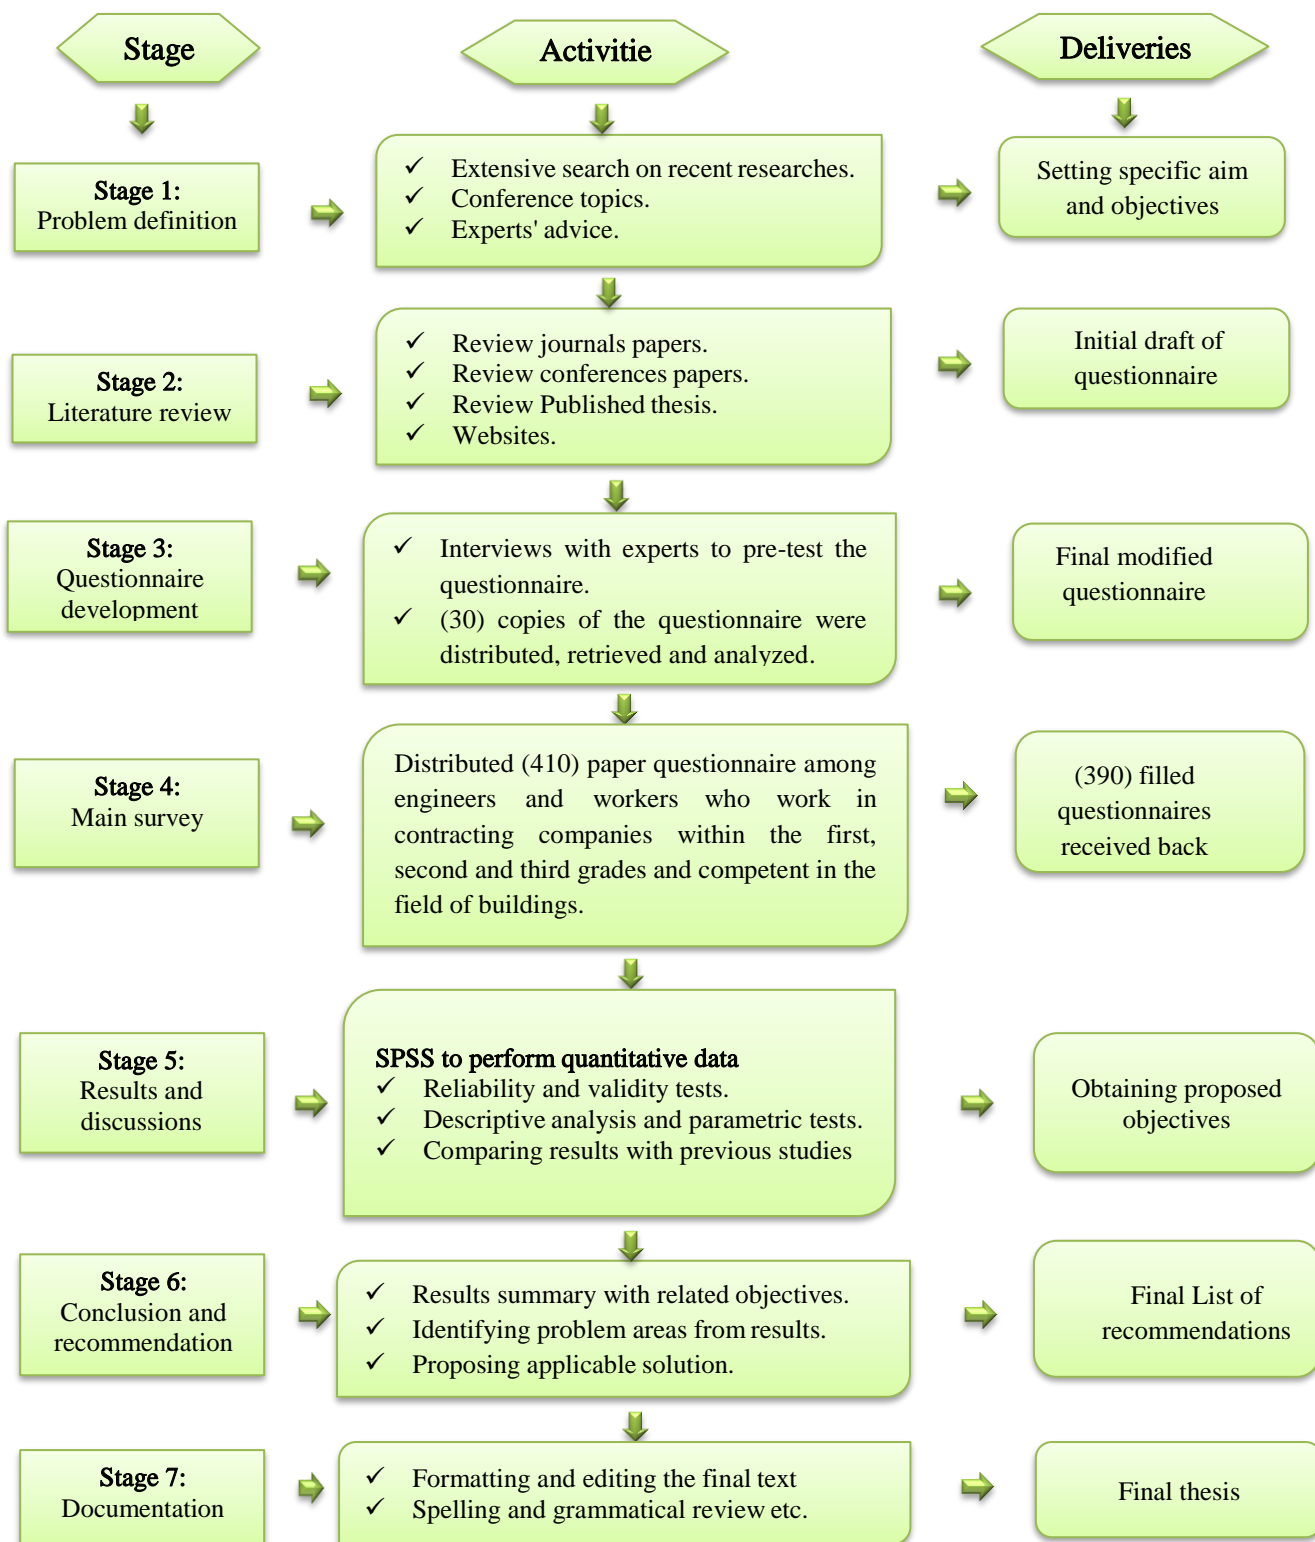 Stage
Activitie
Deliveries
Stage 1:
Problem definition
✓ Extensive search on recent researches.
✓ Conference topics.
✓ Experts' advice.
Setting specific aim
and objectives
Stage 2:
Literature review
✓ Review journals papers.
✓ Review conferences papers.
✓ Review Published thesis.
✓ Websites.
Initial draft of
questionnaire
Stage 3:
Questionnaire
development
✓ Interviews with experts to pre-test the
questionnaire.
✓ (30) copies of the questionnaire were
distributed, retrieved and analyzed.
Final modified
questionnaire
Stage 4:
Main survey
Distributed (410) paper questionnaire among
engineers and workers who work in
contracting companies within the first,
second and third grades and competent in the
field of buildings.
(390) filled
questionnaires
received back
Stage 5:
Results and
discussions
SPSS to perform quantitative data
✓ Reliability and validity tests.
✓ Descriptive analysis and parametric tests.
✓ Comparing results with previous studies
Obtaining proposed
objectives
Stage 6:
Conclusion and
recommendation
✓ Results summary with related objectives.
✓ Identifying problem areas from results.
✓ Proposing applicable solution.
Final List of
recommendations
Stage 7:
Documentation
✓ Formatting and editing the final text
✓ Spelling and grammatical review etc.
Final thesis